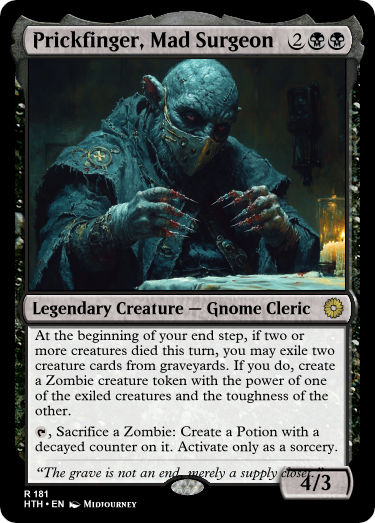 Prickfinger, Mad Surgeon 2
Legendary Creature — Gnome Cleric
At the beginning of your end step, if two or
more creatures died this turn, you may exile two
creature cards from graveyards. If you do, create
a Zombie creature token with the power of one
of the exiled creatures and the toughness of the
other.
, Sacrifice a Zombie: Create a Potion with a
decayed counter on it. Activate only as a sorcery.
“The grave is not an end, merely a supply closet.”
4/3
R 181
HTH • EN Midjourney